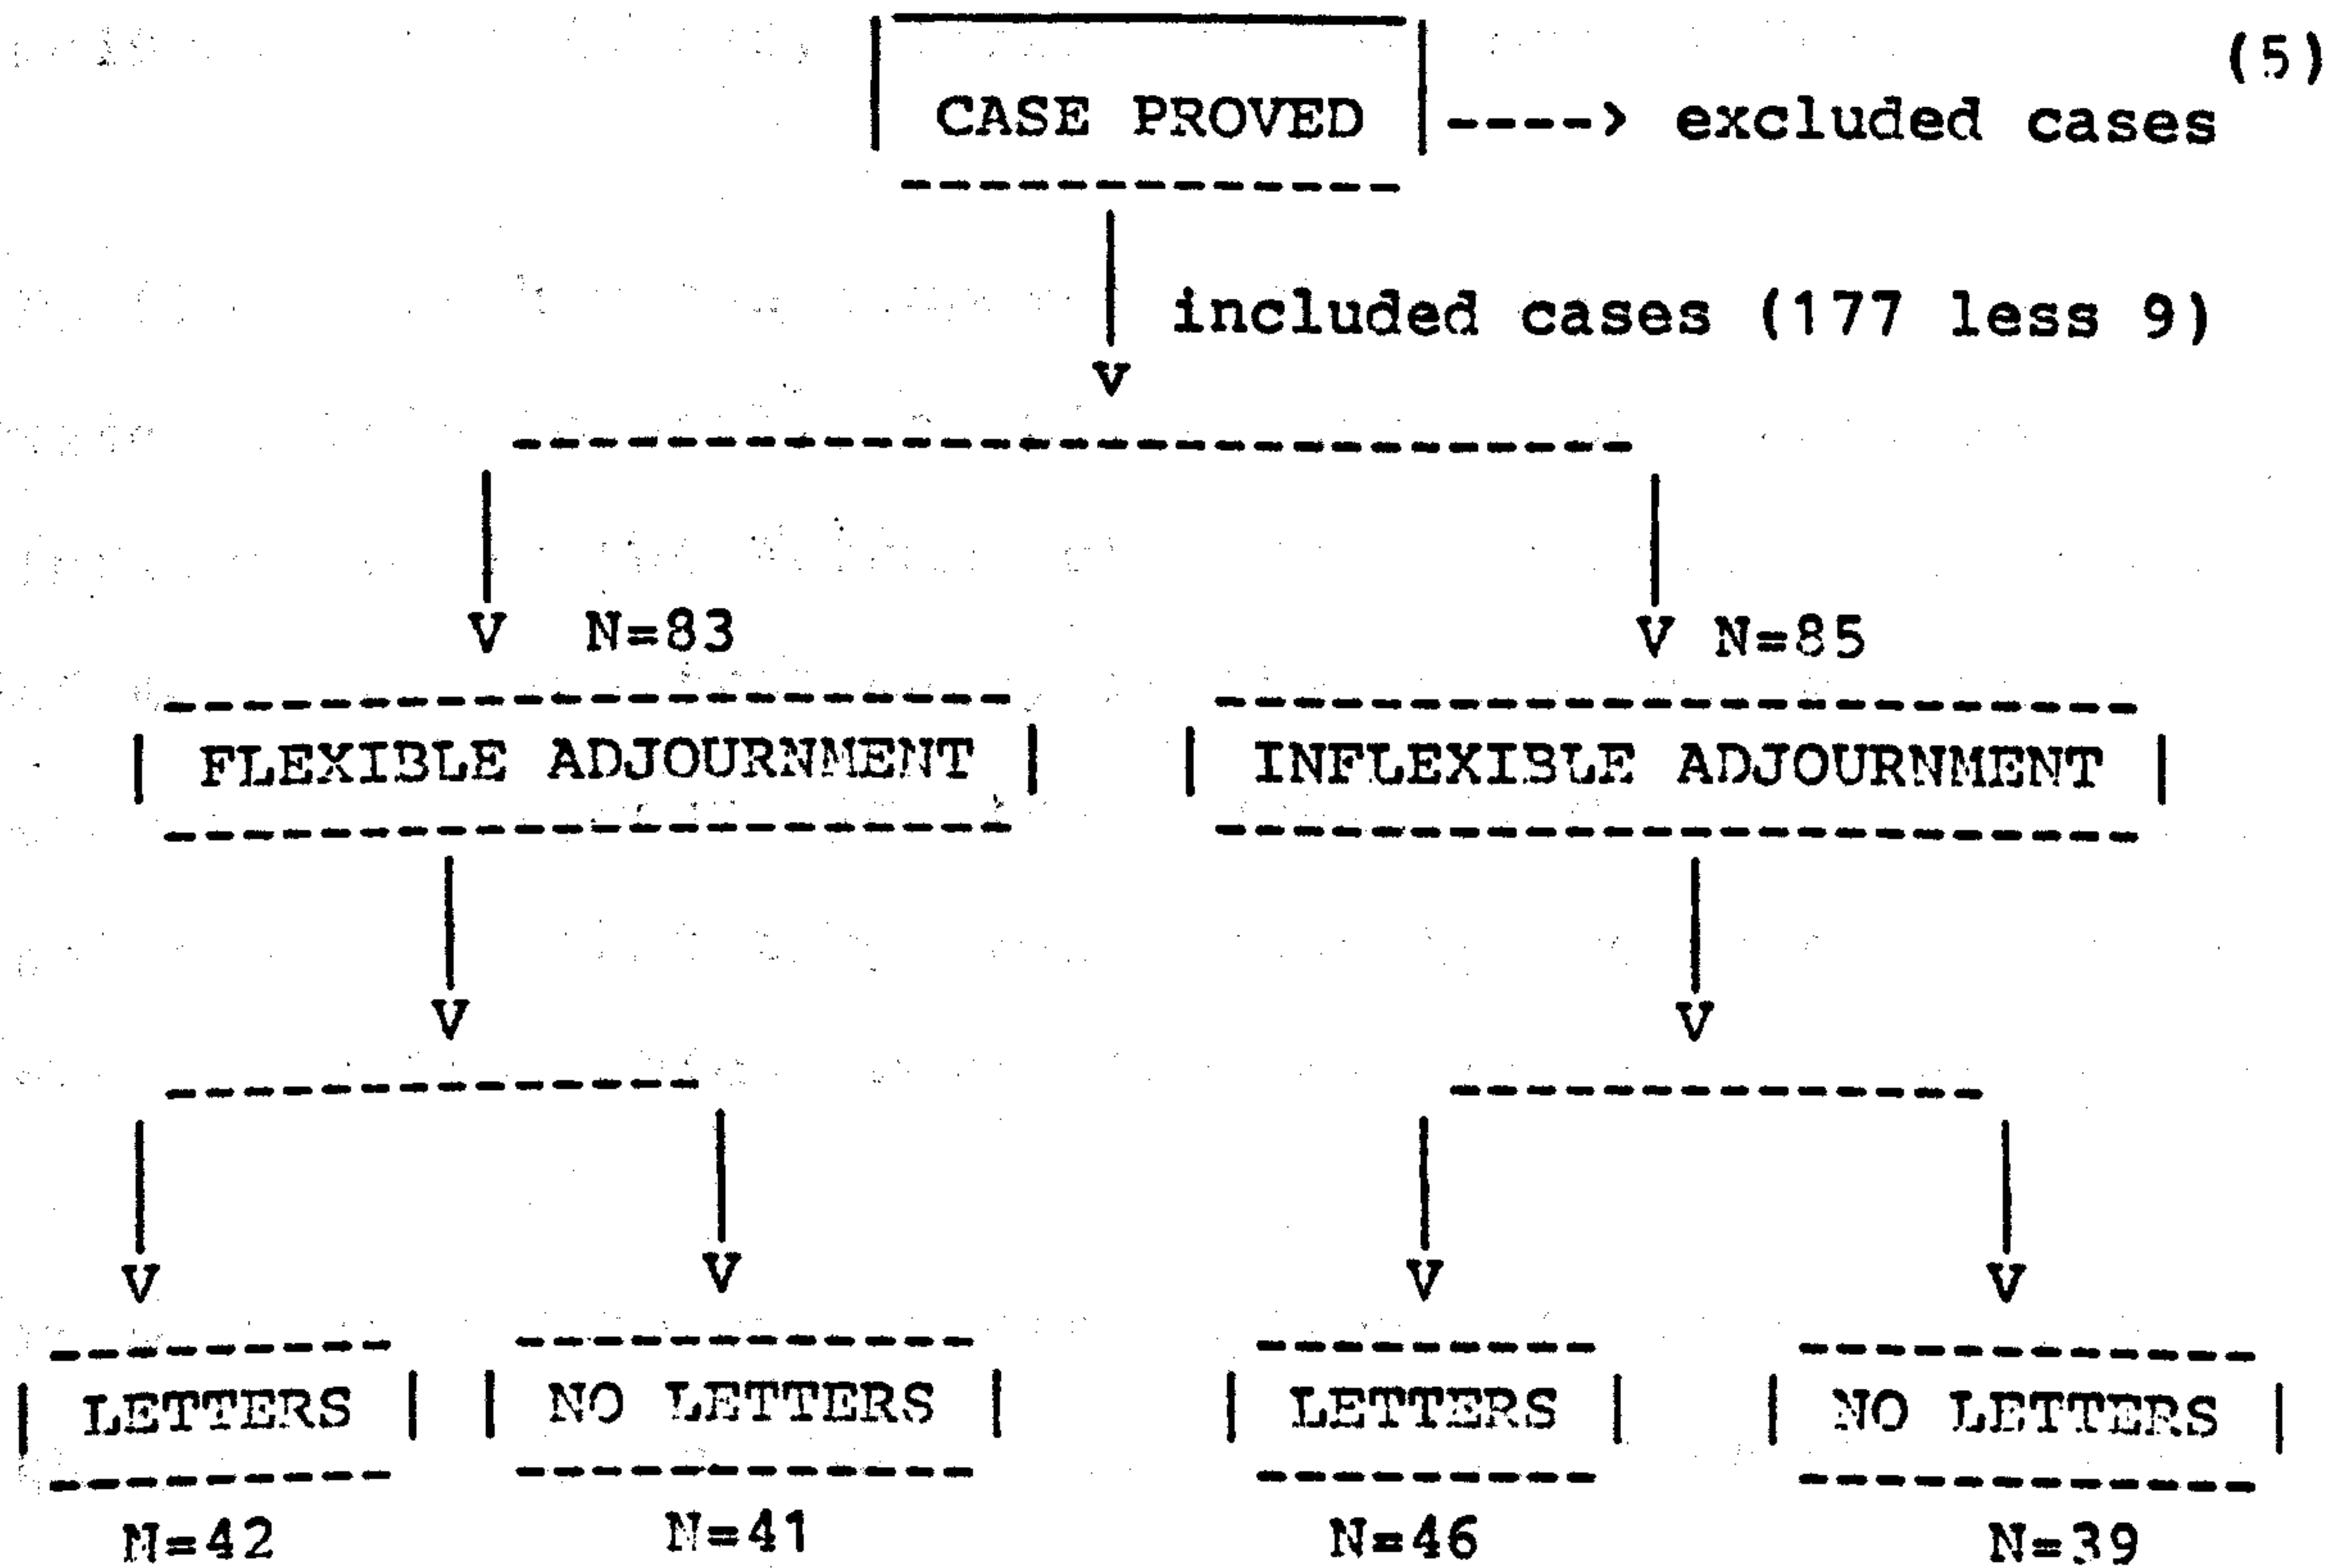 (5)
CASE PROVED ----> excluded cases
included cases (177 less 9)
v
V N=83 V N=85
FLEXIBLE ADJOURNMENT INFLEXIBLE ADJOURNMENT
V V
V V V V
LETTERS NO LETTERS LETTERS NO LETTERS
N=42 N=41 N=46 N=39